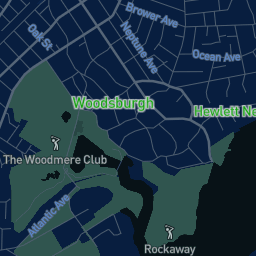 Brower Ave
Oak St
Neptune Ave
Ocean Ave
Woodsburgh
Hewlett Ne
The Woodmere Club
Atlantic Ave
Rockaway